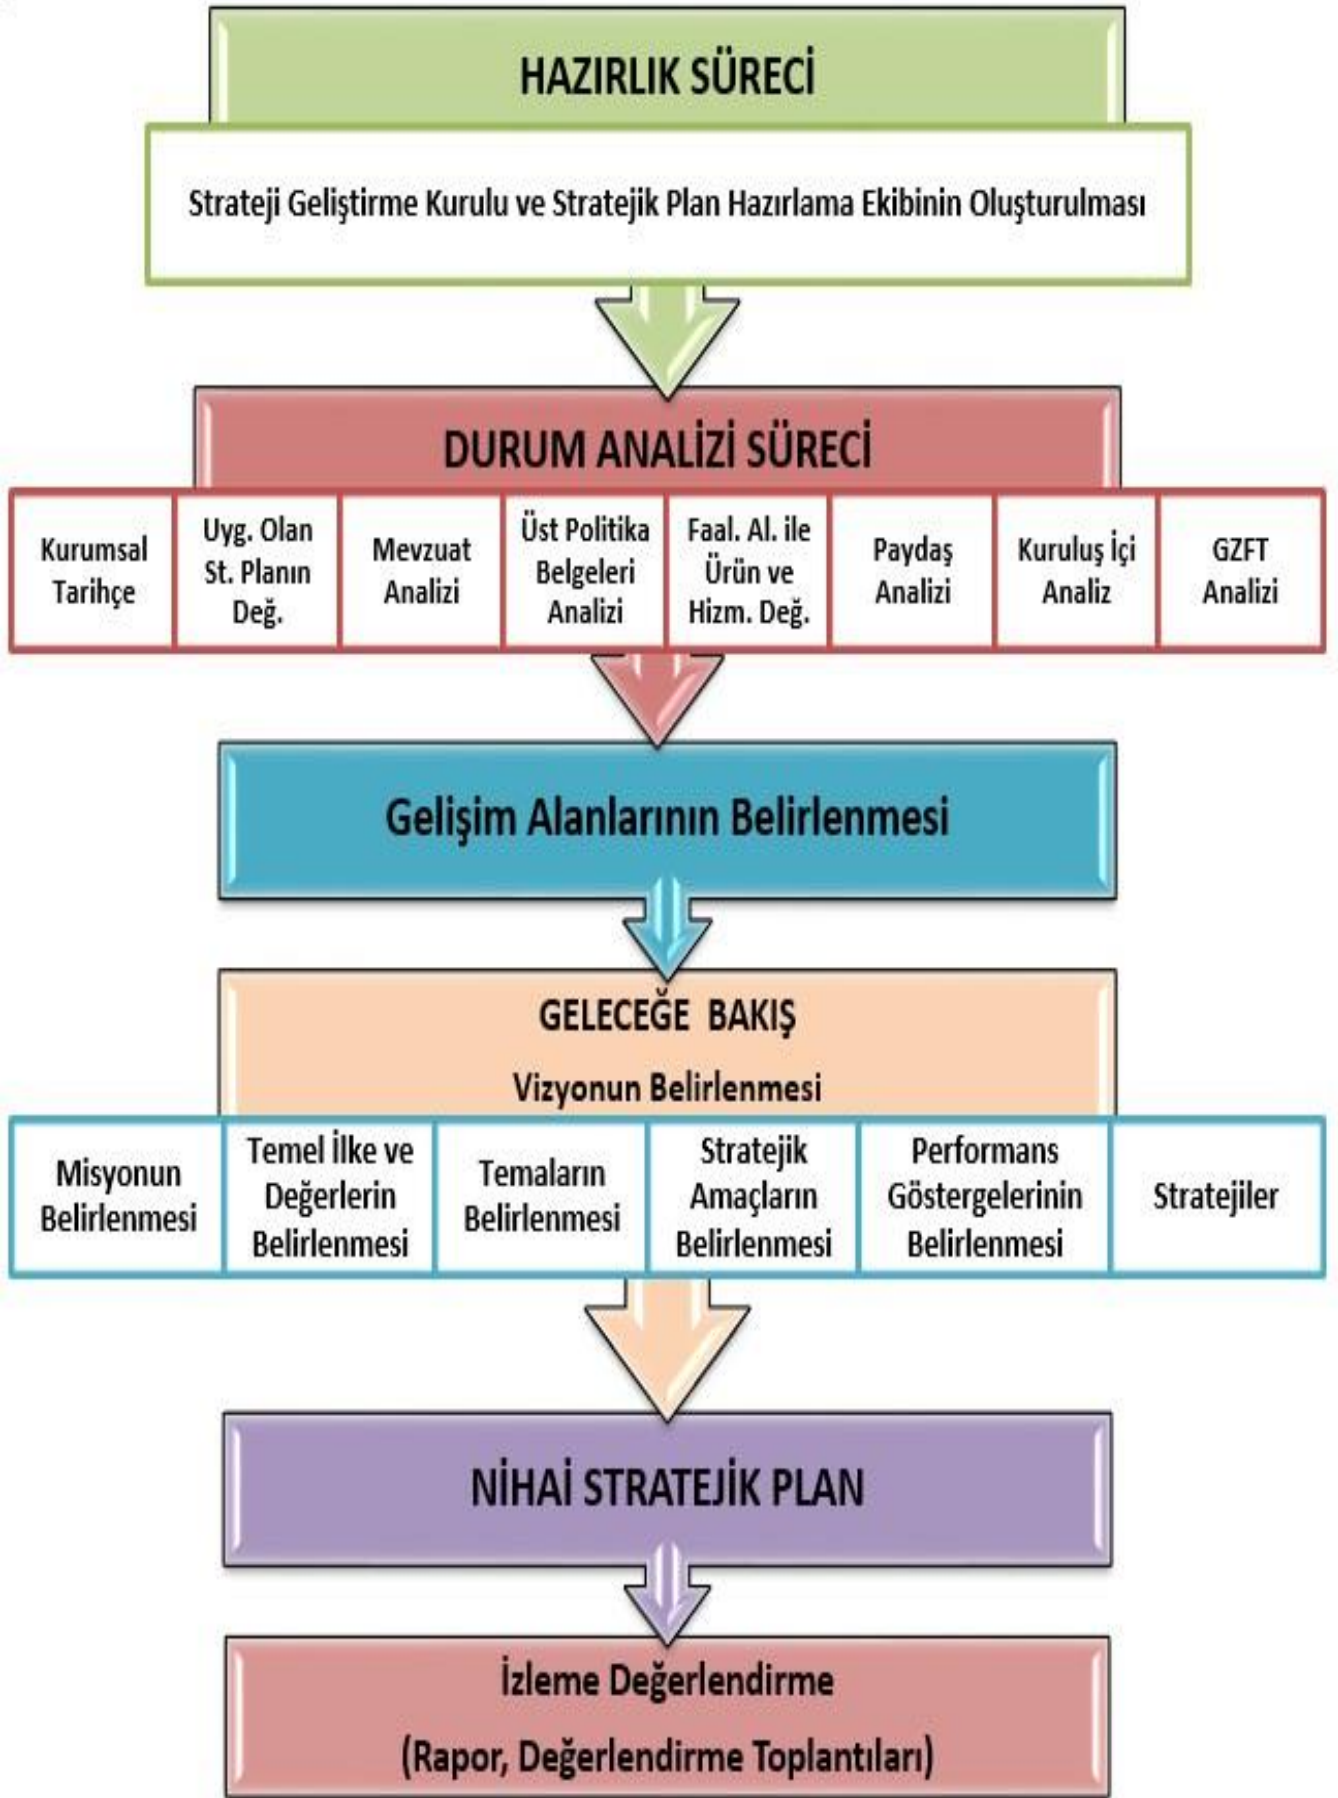 HAZIRLIK SÜRECİ
Strateji Geliştirme Kurulu ve Stratejik Plan Hazırlama Ekibinin Oluşturulması
DURUM ANALİZİ SÜRECİ
Kurumsal
Tarihçe
Uyg. Olan
St. Planın
Değ.
Mevzuat
Analizi
Üst Politika
Belgeleri
Analizi
Faal. Al. ile
Ürün ve
Hizm. Değ.
Paydaş
Analizi
Kuruluş İçi
Analiz
GZFT
Analizi
Gelişim Alanlarının Belirlenmesi
GELECEĞE BAKIŞ
Vizyonun Belirlenmesi
Misyonun
Belirlenmesi
Temel İlke ve
Değerlerin
Belirlenmesi
Temaların
Belirlenmesi
Stratejik
Amaçların
Belirlenmesi
Performans
Göstergelerinin
Belirlenmesi
Stratejiler
NİHAİ STRATEJİK PLAN
İzleme Değerlendirme
(Rapor, Değerlendirme Toplantıları)